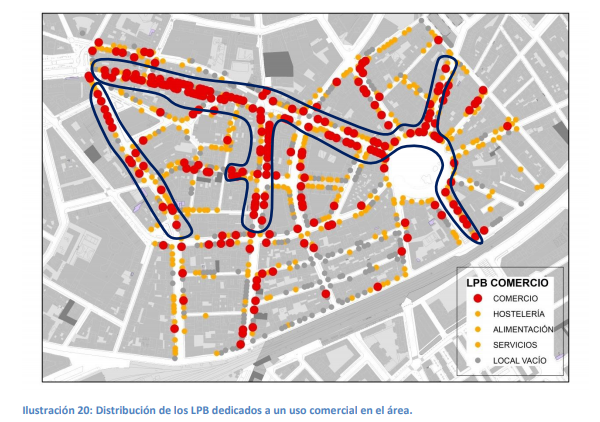 LPB COMERCIO
COMERCIO
HOSTELERÍA
ALIMENTACIÓN
SERVICIOS
LOCAL VACÍO
Ilustración 20: Distribución de los LPB dedicados a un uso comercial en el área.